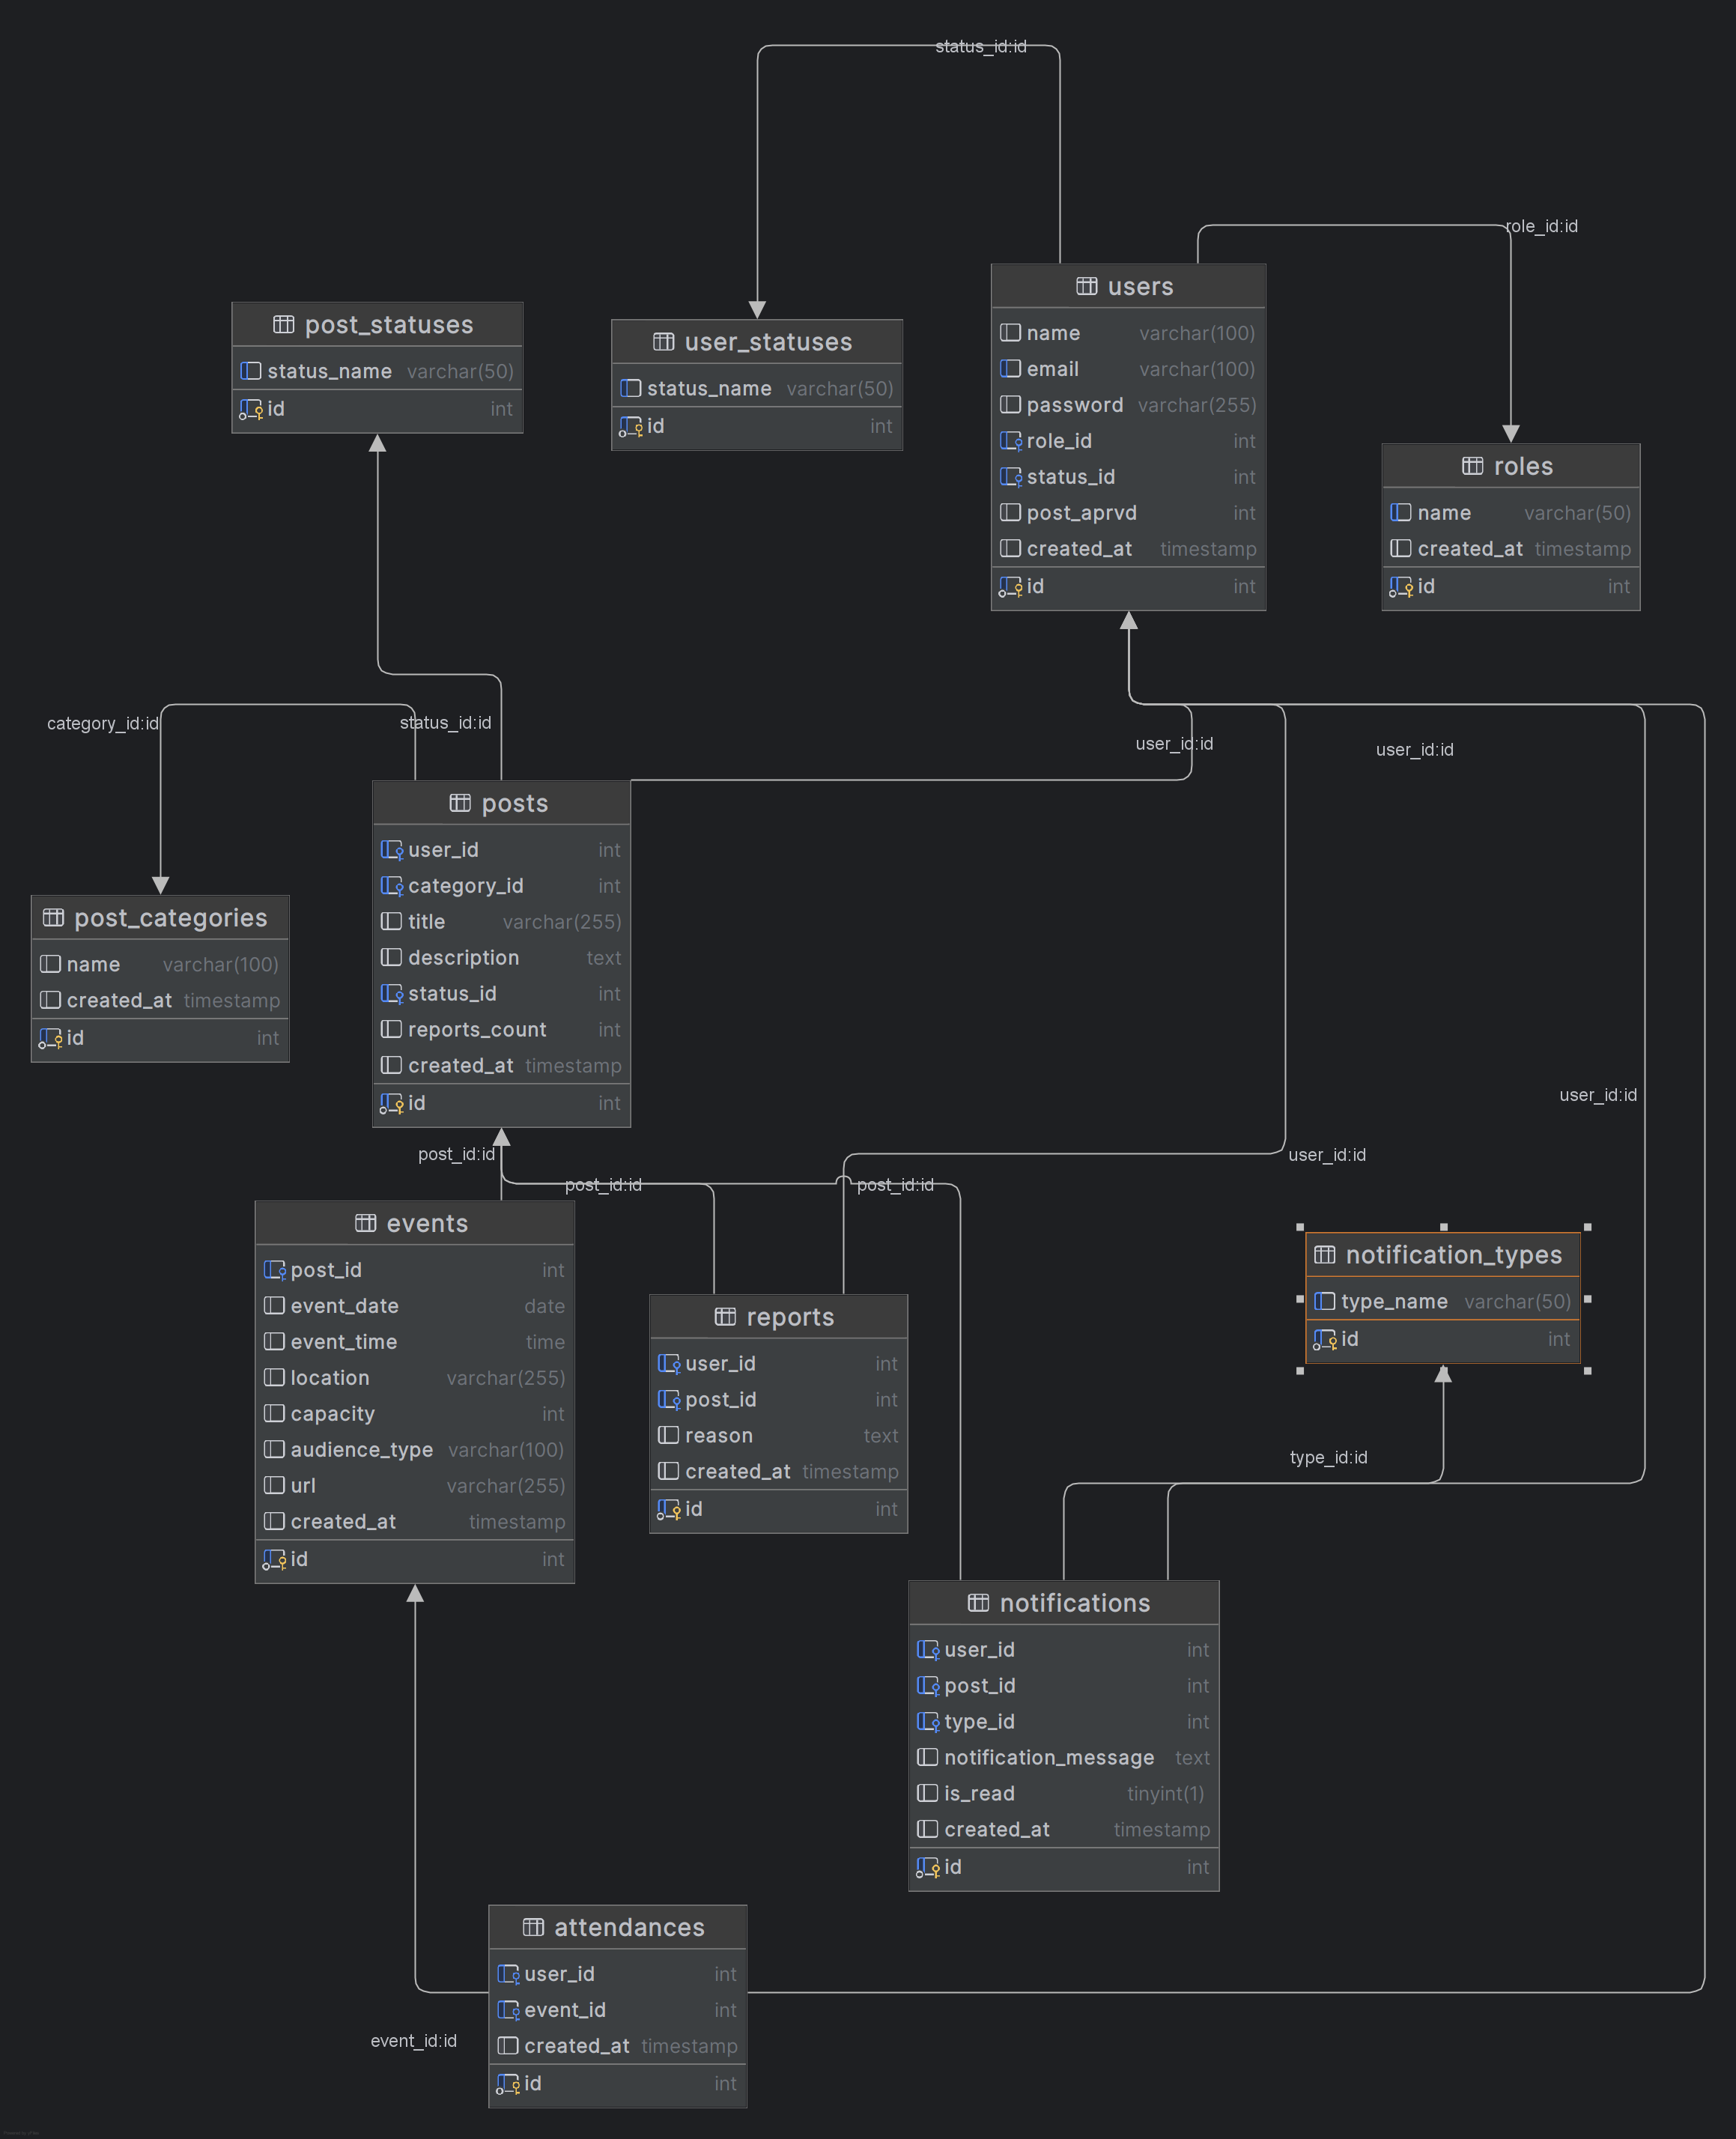 status_id:id
role_id:id
users
name varchar(100)
email varchar(100)
password varchar(255)
role_id int
status_id int
post_aprvd int
created_at timestamp
id int
post_statuses
status_name varchar(50)
id int
user_statuses
status_name varchar(50)
id int
roles
name varchar(50)
created_at timestamp
id int
category_id:id
status_id:id
user_id:id
user_id:id
posts
user_id int
category_id int
title varchar(255)
description text
status_id int
reports_count int
created_at timestamp
id int
post_categories
name varchar(100)
created_at timestamp
id int
user_id:id
post_id:id
user_id:id
post_id:id
post_id:id
events
post_id int
event_date date
event_time time
location varchar(255)
capacity int
audience_type varchar(100)
url varchar(255)
created_at timestamp
id int
notification_types
type_name varchar(50)
id int
reports
user_id int
post_id int
reason text
created_at timestamp
id int
type_id:id
notifications
user_id int
post_id int
type_id int
notification_message text
is_read tinyint(1)
created_at timestamp
id int
attendances
user_id int
event_id int
created_at timestamp
id int
event_id:id